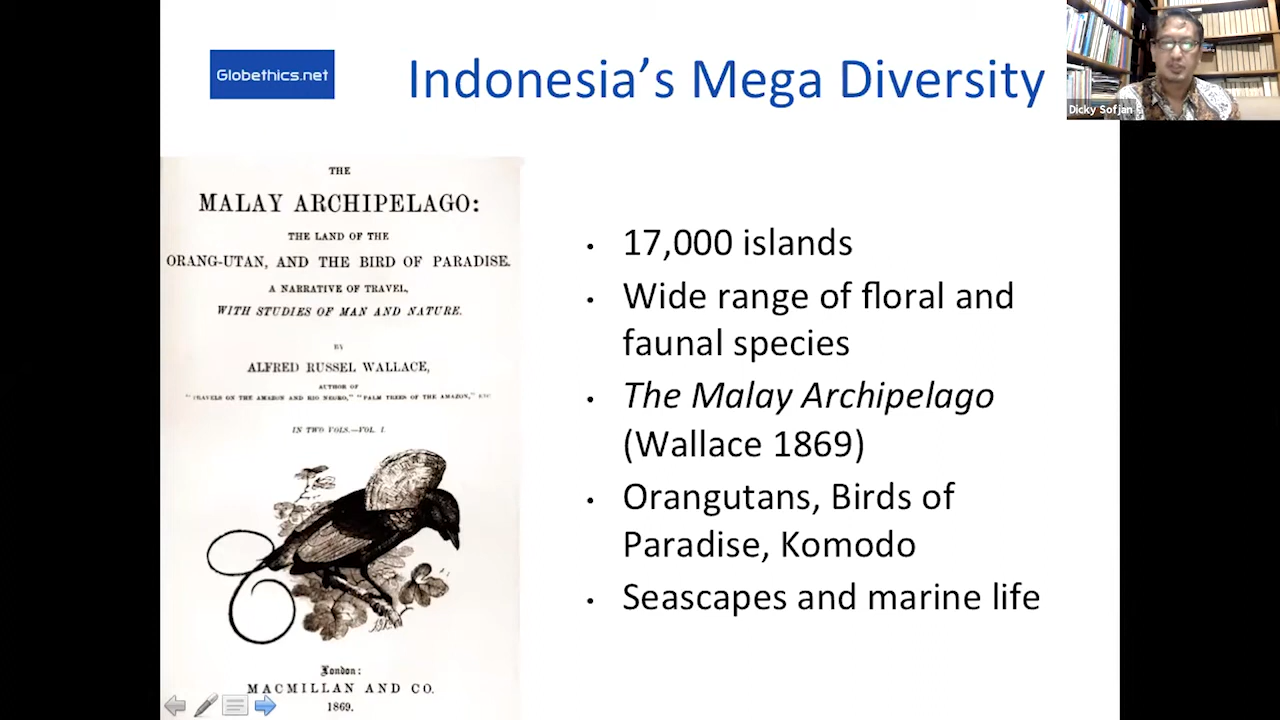 Globethics.net
Indonesia’s Mega Diversity
Dicky Sofjan
THE
MALAY ARCHIPELAGO:
THE LAND OF THE
ORANG-UTAN, AND THE BIRD OF PARADISE.
A NARRATIVE OF TRAVEL,
WITH STUDIES OF MAN AND NATURE.
BY
ALFRED RUSSEL WALLACE,
AUTHOR OF
"TRAVELS ON THE AMAZON AND RIO NEGRO," "PALM TREES OF THE AMAZON," ETC
IN TWO VOLS.—VOL. I.
London:
MACMILLAN AND CO.
1869.
• 17,000 islands
• Wide range of floral and
faunal species
• The Malay Archipelago
(Wallace 1869)
• Orangutans, Birds of
Paradise, Komodo
• Seascapes and marine life